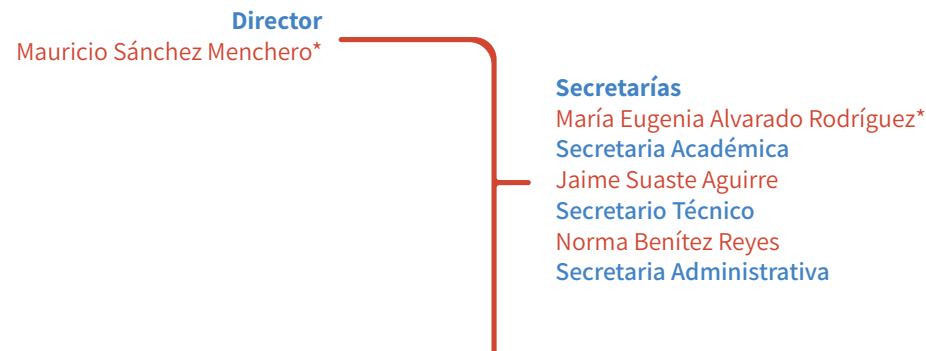 Director
Mauricio Sánchez Menchero*
Secretarías
María Eugenia Alvarado Rodríguez*
Secretaria Académica
Jaime Suaste Aguirre
Secretario Técnico
Norma Benítez Reyes
Secretaria Administrativa